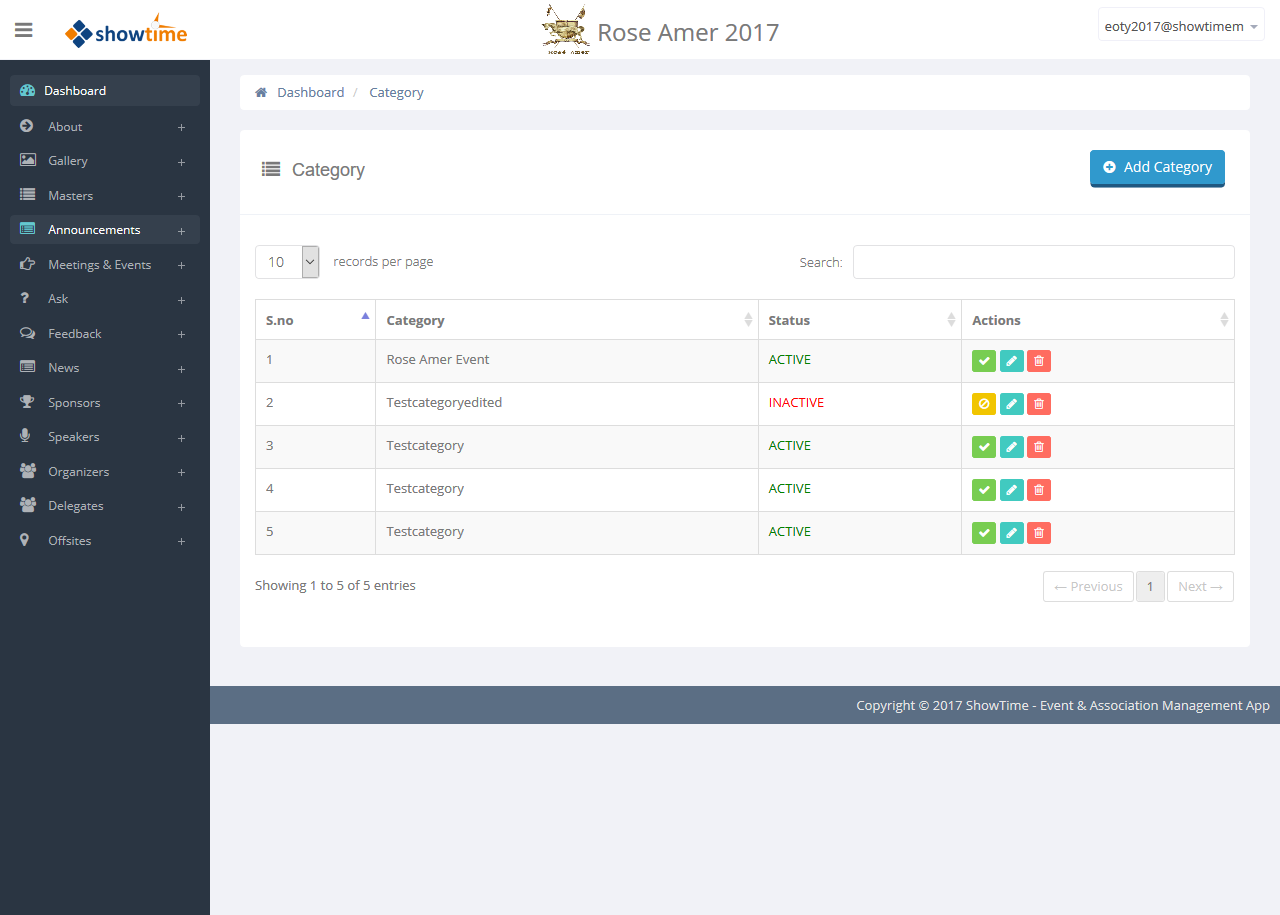 showtime
Rose Amer 2017
eoty2017@showtimem
Dashboard
About +
Gallery +
Masters +
Announcements +
Meetings & Events +
Ask +
Feedback +
News +
Sponsors +
Speakers +
Organizers +
Delegates +
Offsites +
Dashboard / Category
Category
Add Category
10 records per page
Search:
S.no Category Status Actions
1 Rose Amer Event ACTIVE
2 Testcategoryedited INACTIVE
3 Testcategory ACTIVE
4 Testcategory ACTIVE
5 Testcategory ACTIVE
Showing 1 to 5 of 5 entries
← Previous 1 Next →
Copyright © 2017 ShowTime - Event & Association Management App